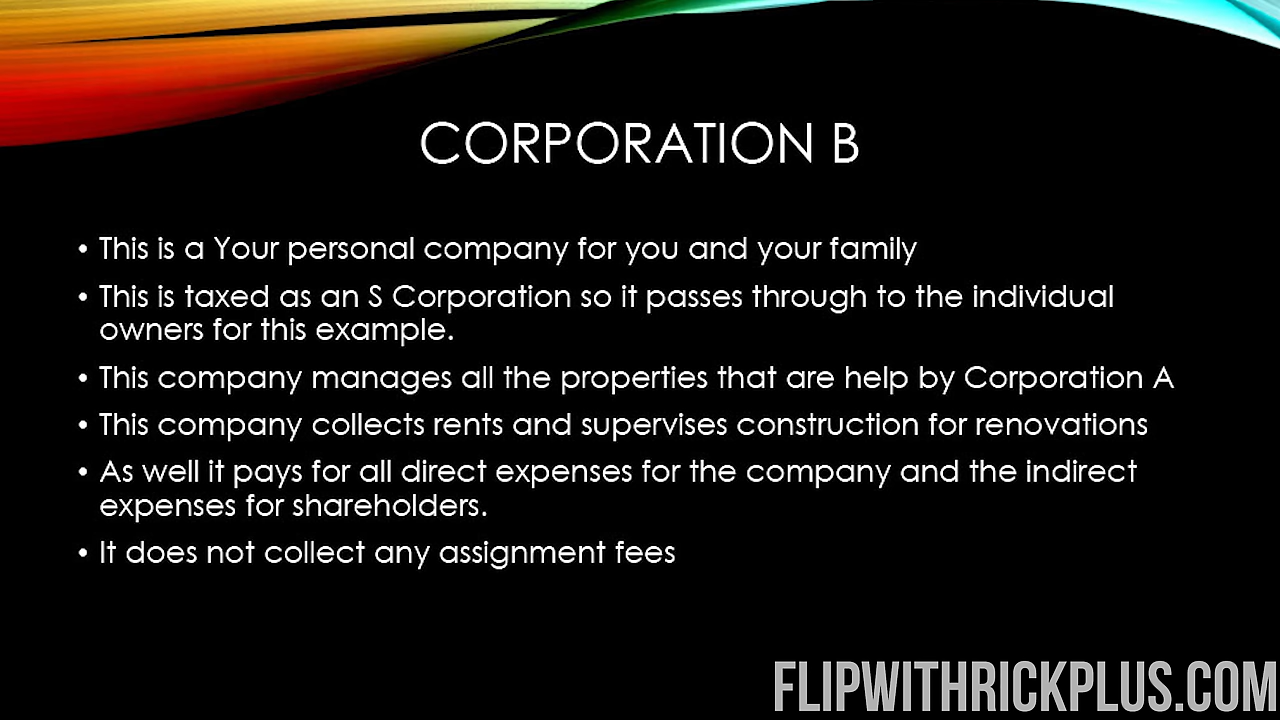 CORPORATION B
• This is a Your personal company for you and your family
• This is taxed as an S Corporation so it passes through to the individual
owners for this example.
• This company manages all the properties that are help by Corporation A
• This company collects rents and supervises construction for renovations
• As well it pays for all direct expenses for the company and the indirect
expenses for shareholders.
• It does not collect any assignment fees
FLIPWITHRICKPLUS.COM